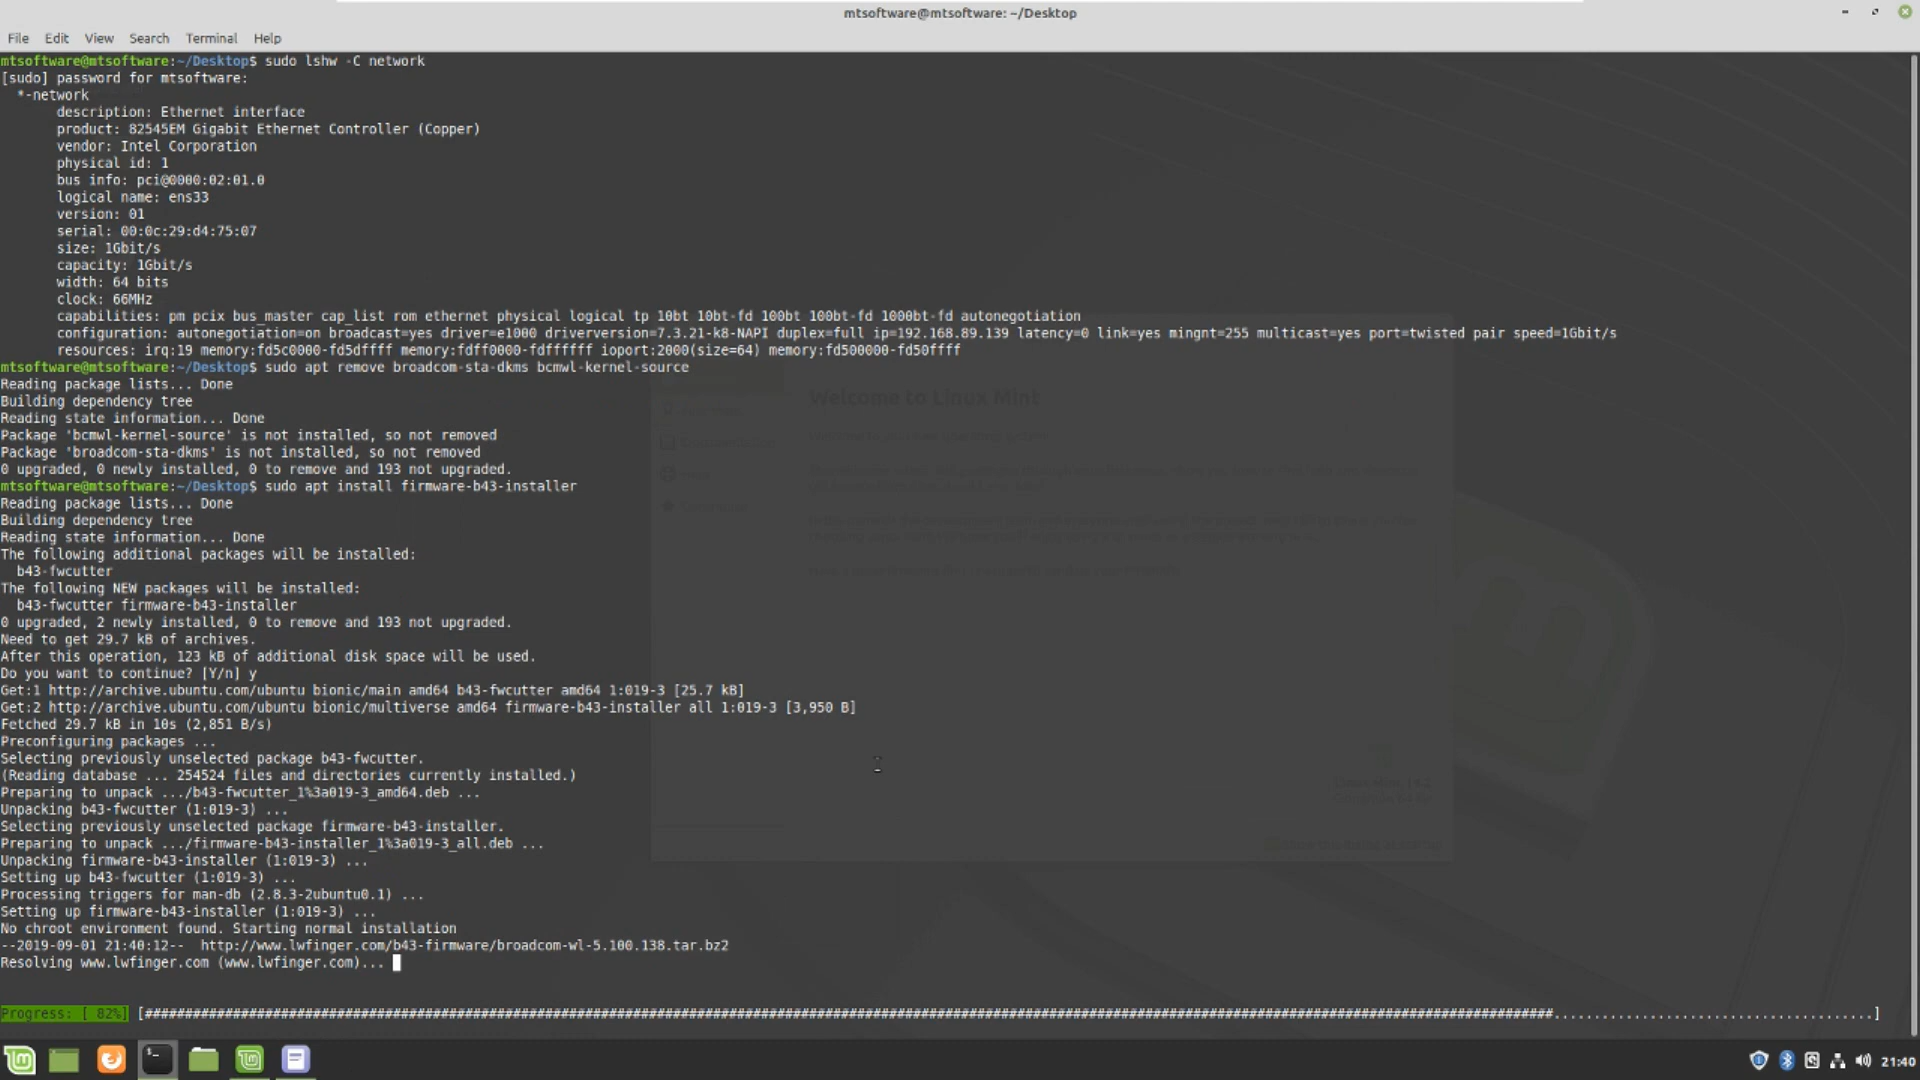 mtsoftware@mtsoftware: ~/Desktop
File Edit View Search Terminal Help
mtsoftware@mtsoftware:~/Desktop$ sudo lshw -C network
[sudo] password for mtsoftware:
*-network
description: Ethernet interface
product: 82545EM Gigabit Ethernet Controller (Copper)
vendor: Intel Corporation
physical id: 1
bus info: pci@0000:02:01.0
logical name: ens33
version: 01
serial: 00:0c:29:d4:75:07
size: 1Gbit/s
capacity: 1Gbit/s
width: 64 bits
clock: 66MHz
capabilities: pm pcix bus_master cap_list rom ethernet physical logical tp 10bt 10bt-fd 100bt 100bt-fd 1000bt-fd autonegotiation
configuration: autonegotiation=on broadcast=yes driver=e1000 driverversion=7.3.21-k8-NAPI duplex=full ip=192.168.89.139 latency=0 link=yes mingnt=255 multicast=yes port=twisted pair speed=1Gbit/s
resources: irq:19 memory:fd5c0000-fd5dffff memory:fdff0000-fdffffff ioport:2000(size=64) memory:fd500000-fd50ffff
mtsoftware@mtsoftware:~/Desktop$ sudo apt remove broadcom-sta-dkms bcmwl-kernel-source
Reading package lists... Done
Building dependency tree
Reading state information... Done
Package 'bcmwl-kernel-source' is not installed, so not removed
Package 'broadcom-sta-dkms' is not installed, so not removed
0 upgraded, 0 newly installed, 0 to remove and 193 not upgraded.
mtsoftware@mtsoftware:~/Desktop$ sudo apt install firmware-b43-installer
Reading package lists... Done
Building dependency tree
Reading state information... Done
The following additional packages will be installed:
b43-fwcutter
The following NEW packages will be installed:
b43-fwcutter firmware-b43-installer
0 upgraded, 2 newly installed, 0 to remove and 193 not upgraded.
Need to get 29.7 kB of archives.
After this operation, 123 kB of additional disk space will be used.
Do you want to continue? [Y/n] y
Get:1 http://archive.ubuntu.com/ubuntu bionic/main amd64 b43-fwcutter amd64 1:019-3 [25.7 kB]
Get:2 http://archive.ubuntu.com/ubuntu bionic/multiverse amd64 firmware-b43-installer all 1:019-3 [3,950 B]
Fetched 29.7 kB in 10s (2,851 B/s)
Preconfiguring packages ...
Selecting previously unselected package b43-fwcutter.
(Reading database ... 254524 files and directories currently installed.)
Preparing to unpack .../b43-fwcutter_1%3a019-3_amd64.deb ...
Unpacking b43-fwcutter (1:019-3) ...
Selecting previously unselected package firmware-b43-installer.
Preparing to unpack .../firmware-b43-installer_1%3a019-3_all.deb ...
Unpacking firmware-b43-installer (1:019-3) ...
Setting up b43-fwcutter (1:019-3) ...
Processing triggers for man-db (2.8.3-2ubuntu0.1) ...
Setting up firmware-b43-installer (1:019-3) ...
No chroot environment found. Starting normal installation
--2019-09-01 21:40:12-- http://www.lwfinger.com/b43-firmware/broadcom-wl-5.100.138.tar.bz2
Resolving www.lwfinger.com (www.lwfinger.com)...
Welcome to Linux Mint
Progress: [ 82%] [################################################################################################################################################################################........................................]
21:40